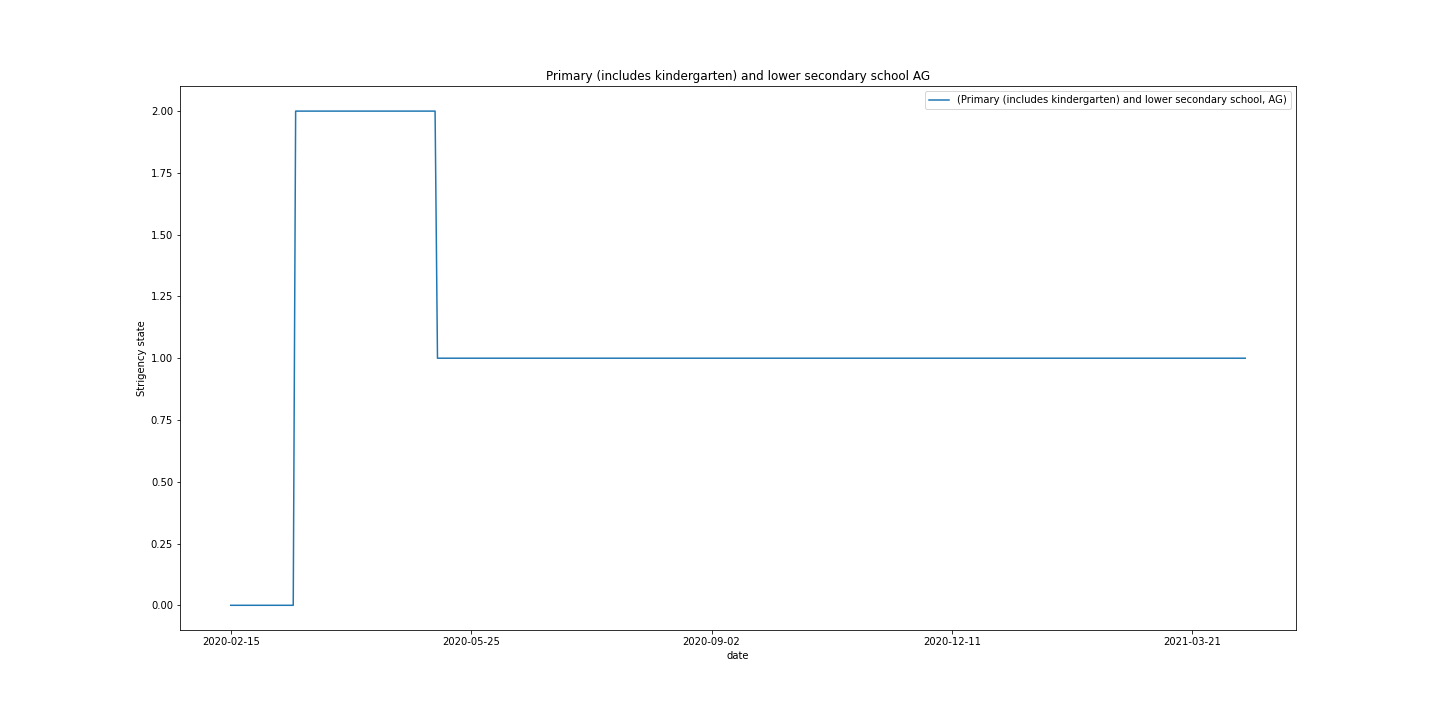 Primary (includes kindergarten) and lower secondary school AG
(Primary (includes kindergarten) and lower secondary school, AG)
2.00
1.75
1.50
1.25
1.00
0.75
0.50
0.25
0.00
Strigency state
2020-02-15 2020-05-25 2020-09-02 2020-12-11 2021-03-21
date